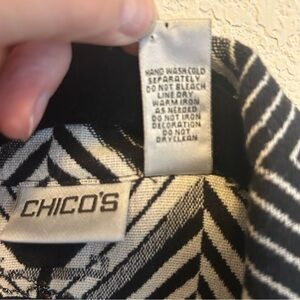 HAND WASH COLD
SEPARATELY
DO NOT BLEACH
LINE DRY
WARM IRON
AS NEEDED
DO NOT IRON
DECORATION
DO NOT
DRYCLEAN
CHICO'S